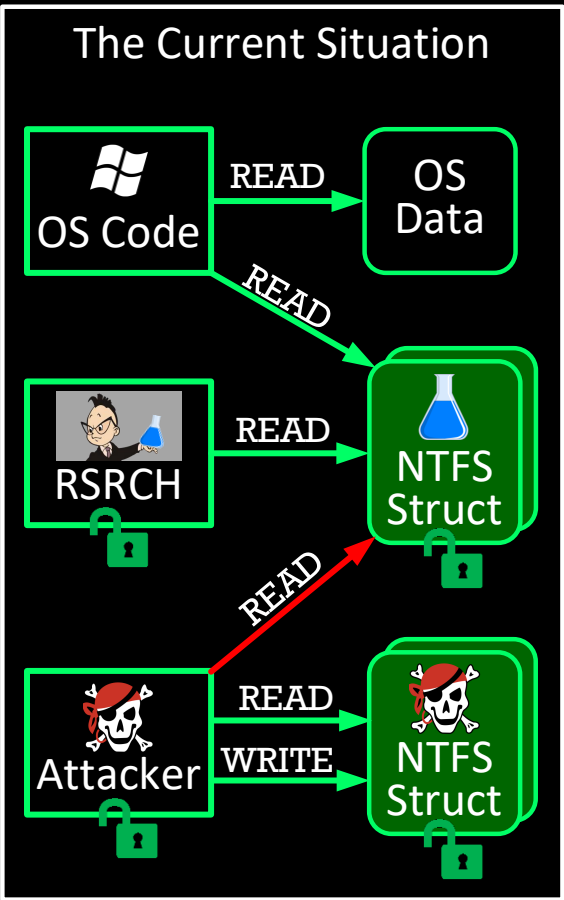 The Current Situation
OS Code
READ
OS
Data
READ
RSRCH
READ
NTFS
Struct
READ
Attacker
READ
WRITE
NTFS
Struct